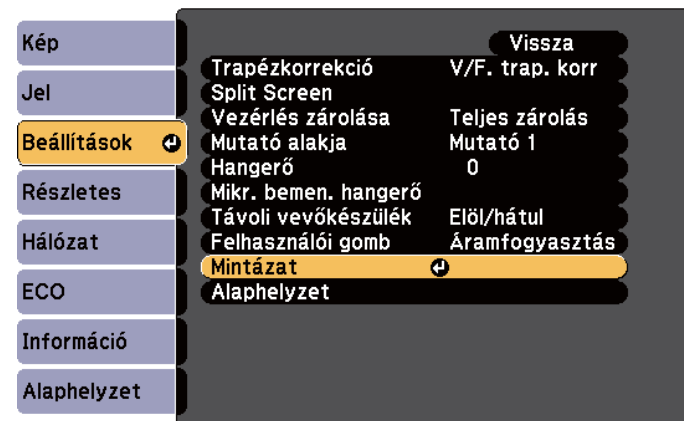 Kép
Jel
Beállítások
Részletes
Hálózat
ECO
Információ
Alaphelyzet
Vissza
Trapézkorrekció V/F. trap. korr
Split Screen
Vezérlés zárolása Teljes zárolás
Mutató alakja Mutató 1
Hangerő 0
Mikr. bemen. hangerő
Távoli vevőkészülék Elöl/hátul
Felhasználói gomb Áramfogyasztás
Mintázat
Alaphelyzet